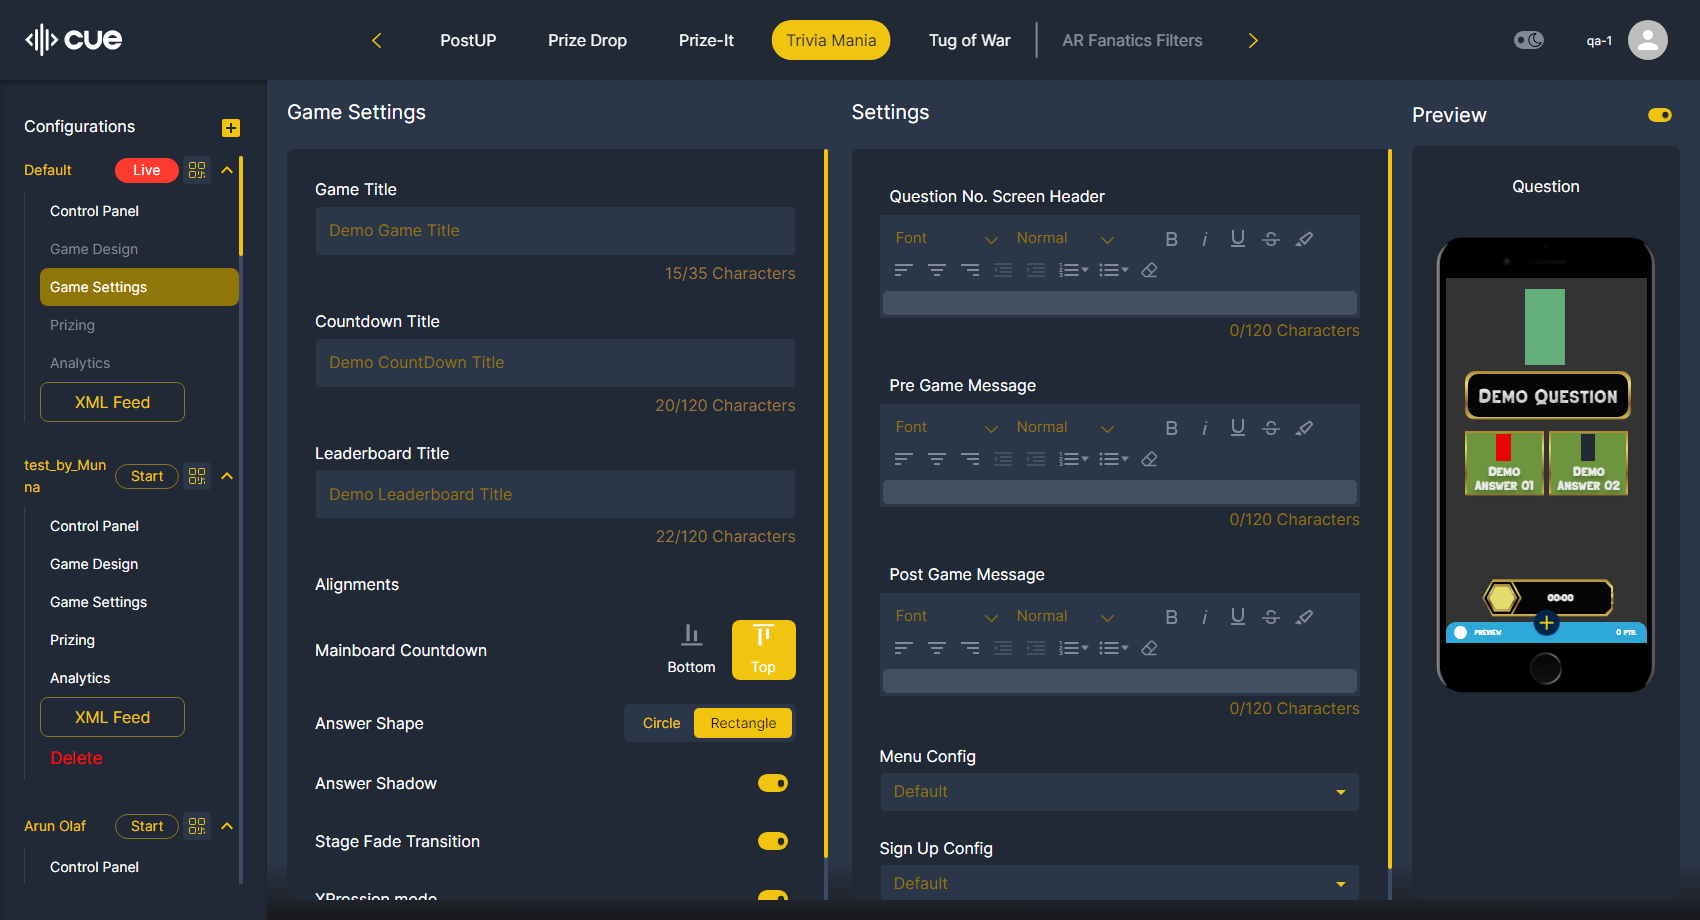 cue
PostUP
Prize Drop
Prize-It
Trivia Mania
Tug of War
AR Fanatics Filters
qa-1
Configurations
Default
Live
Control Panel
Game Design
Game Settings
Prizing
Analytics
XML Feed
test_by_Mun
na
Start
Control Panel
Game Design
Game Settings
Prizing
Analytics
XML Feed
Delete
Arun Olaf
Start
Control Panel
Game Settings
Game Title
Demo Game Title
15/35 Characters
Countdown Title
Demo CountDown Title
20/120 Characters
Leaderboard Title
Demo Leaderboard Title
22/120 Characters
Alignments
Mainboard Countdown
Bottom
Top
Answer Shape
Circle
Rectangle
Answer Shadow
Stage Fade Transition
XPression mode
Settings
Question No. Screen Header
Font
Normal
B i U S
0/120 Characters
Pre Game Message
Font
Normal
B i U S
0/120 Characters
Post Game Message
Font
Normal
B i U S
0/120 Characters
Menu Config
Default
Sign Up Config
Default
Preview
Question
DEMO QUESTION
DEMO
ANSWER 01
DEMO
ANSWER 02
00:00
PREVIEW
0 PTS.